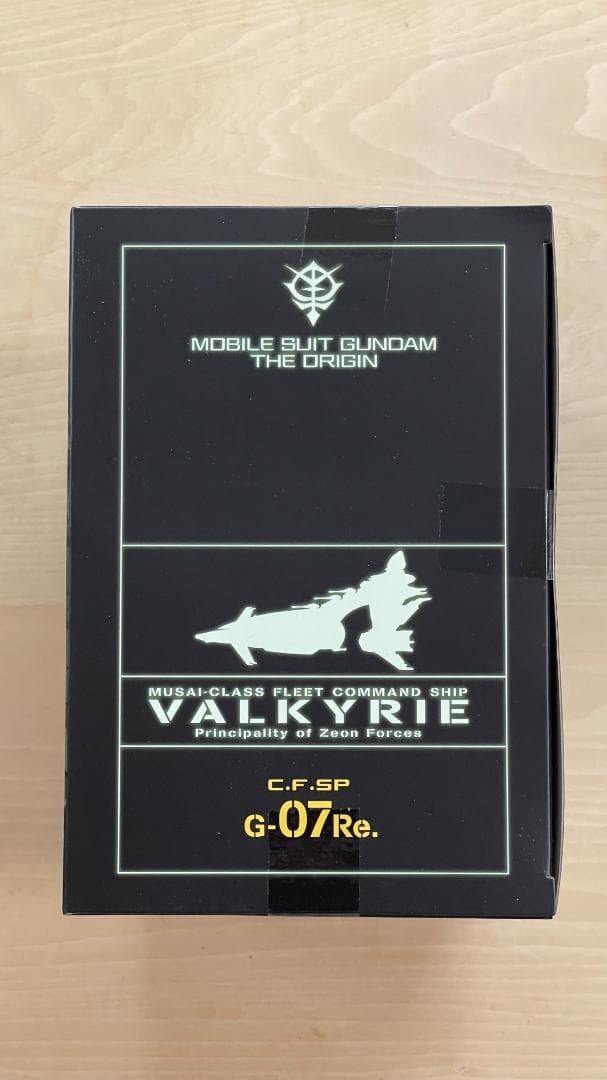 MOBILE SUIT GUNDAM
THE ORIGIN
MUSAI-CLASS FLEET COMMAND SHIP
VALKYRIE
Principality of Zeon Forces
C.F.SP
G-07Re.